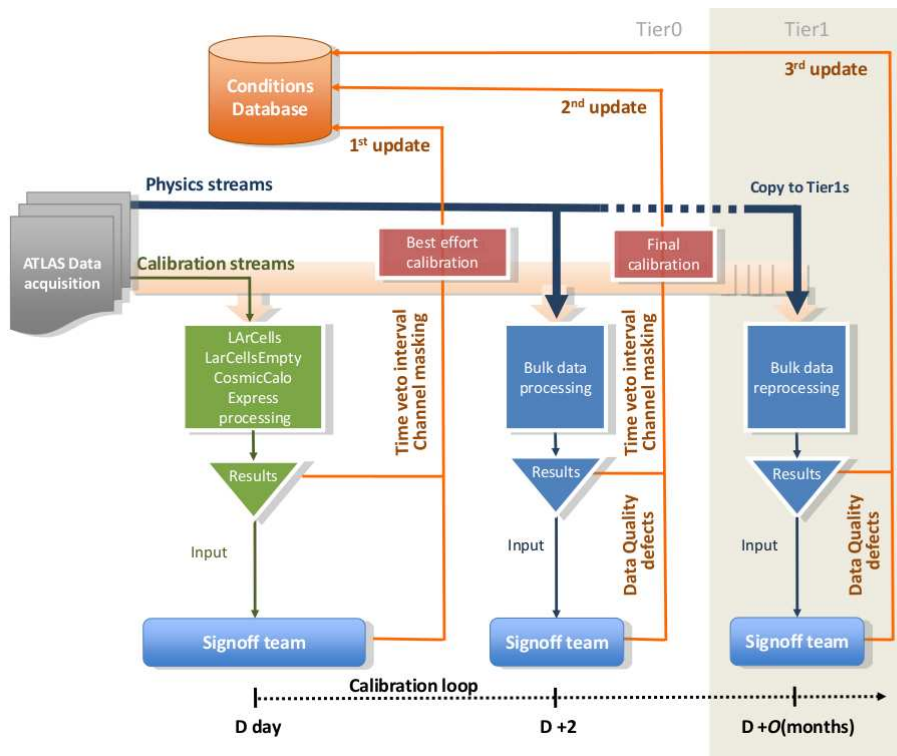 Tier0
Tier1
Conditions
Database
3rd update
2nd update
1st update
Physics streams
Copy to Tier1s
ATLAS Data
acquisition
Calibration streams
Best effort
calibration
Final
calibration
LArCells
LarCellsEmpty
CosmicCalo
Express
processing
Time veto interval
Channel masking
Bulk data
processing
Time veto interval
Channel masking
Bulk data
reprocessing
Results
Results
Results
Input
Input
Data Quality
defects
Input
Data Quality
defects
Signoff team
Signoff team
Signoff team
Calibration loop
D day
D +2
D +O(months)